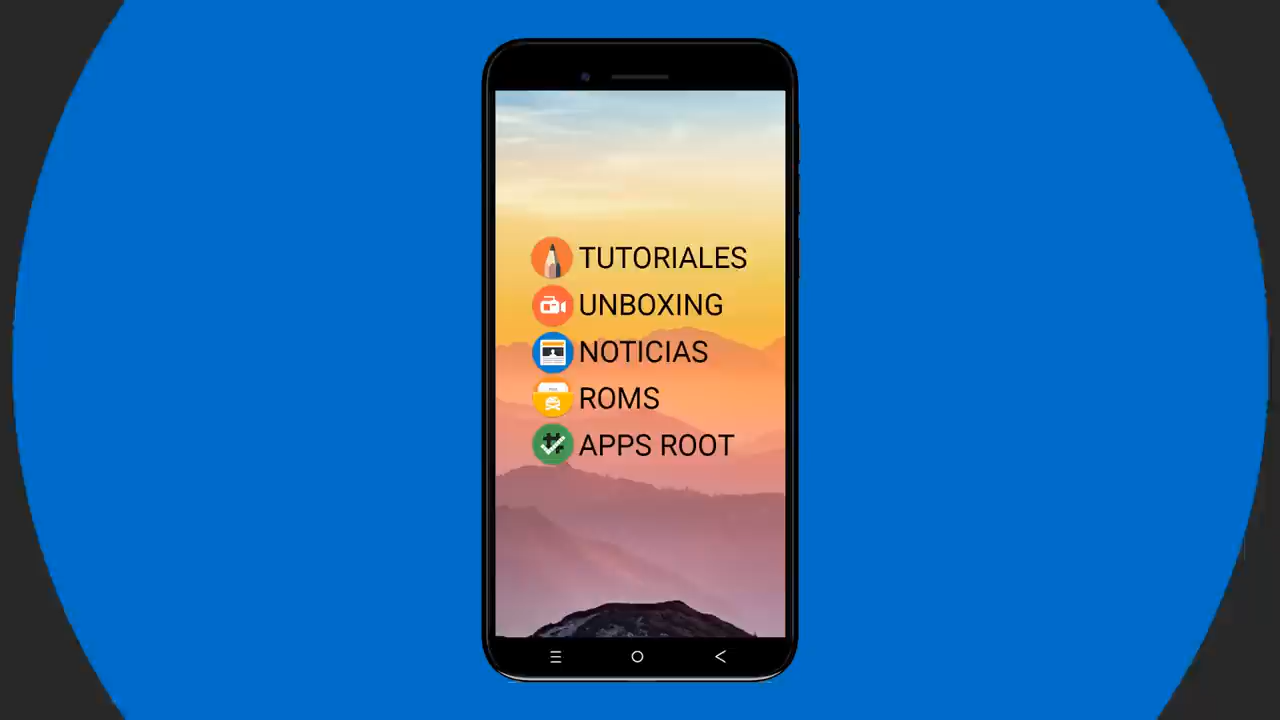 TUTORIALES
UNBOXING
NOTICIAS
ROMS
APPS ROOT